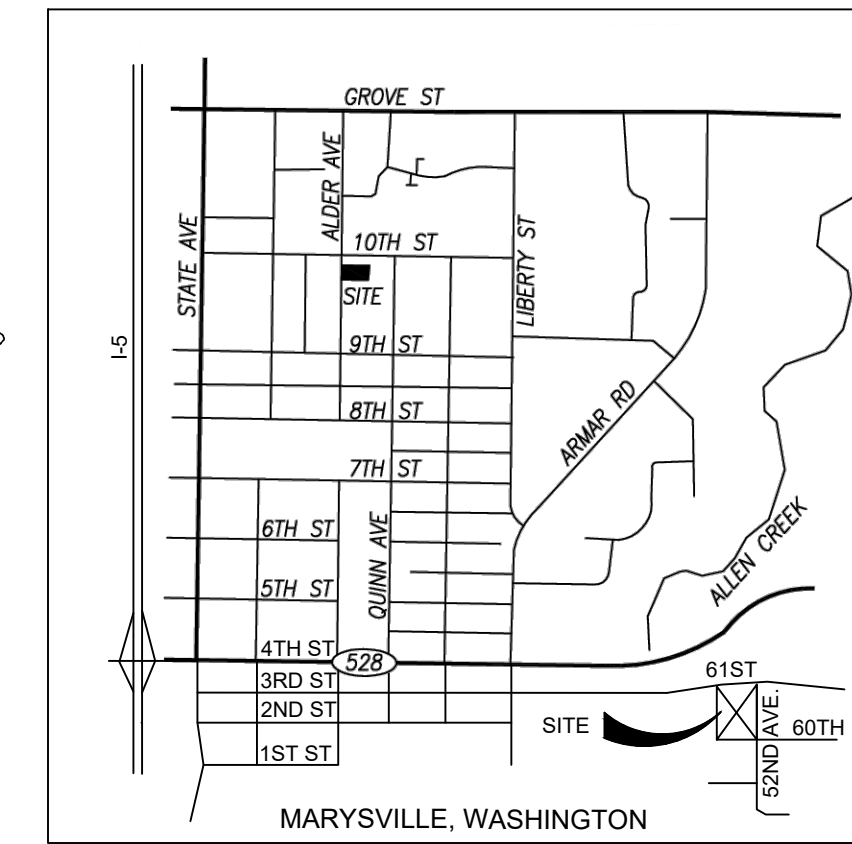 GROVE ST
ALDER AVE
STATE AVE
10TH ST
LIBERTY ST
SITE
I-5
9TH ST
8TH ST
ARMAR RD
7TH ST
6TH ST
QUINN AVE
ALLEN CREEK
5TH ST
4TH ST
528
61ST
3RD ST
2ND ST
SITE
52ND AVE.
60TH
1ST ST
MARYSVILLE, WASHINGTON